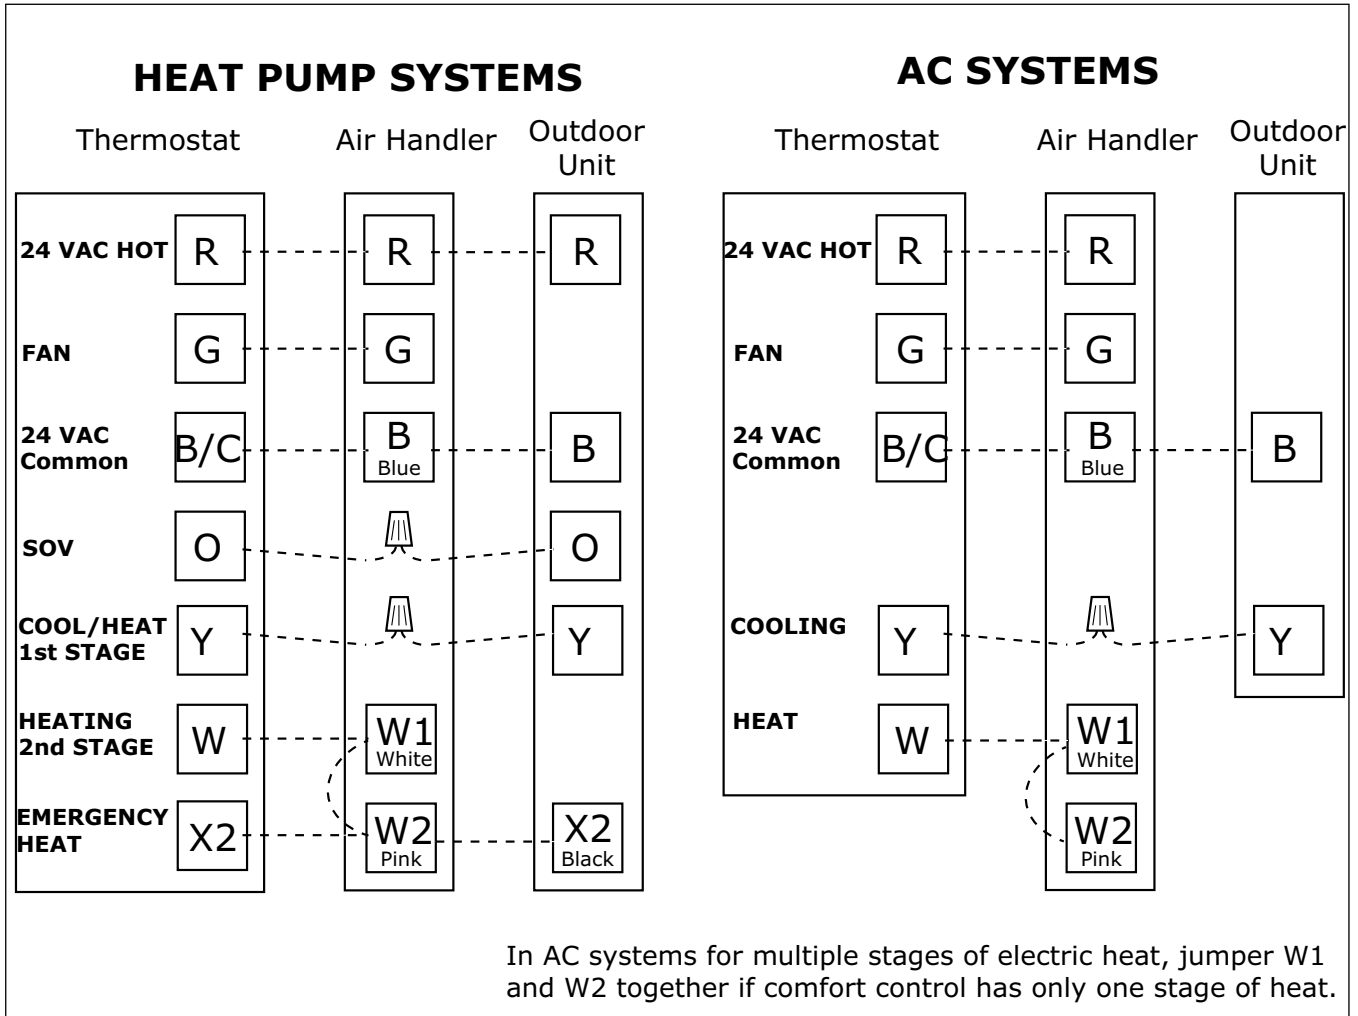 HEAT PUMP SYSTEMS
Thermostat
Air Handler
Outdoor
Unit
24 VAC HOT
R
R
R
FAN
G
G
24 VAC
Common
B/C
B
Blue
B
SOV
O
O
COOL/HEAT
1st STAGE
Y
Y
HEATING
2nd STAGE
W
W1
White
EMERGENCY
HEAT
X2
W2
Pink
X2
Black
AC SYSTEMS
Thermostat
Air Handler
Outdoor
Unit
24 VAC HOT
R
R
FAN
G
G
24 VAC
Common
B/C
B
Blue
B
COOLING
Y
Y
HEAT
W
W1
White
W2
Pink
In AC systems for multiple stages of electric heat, jumper W1
and W2 together if comfort control has only one stage of heat.